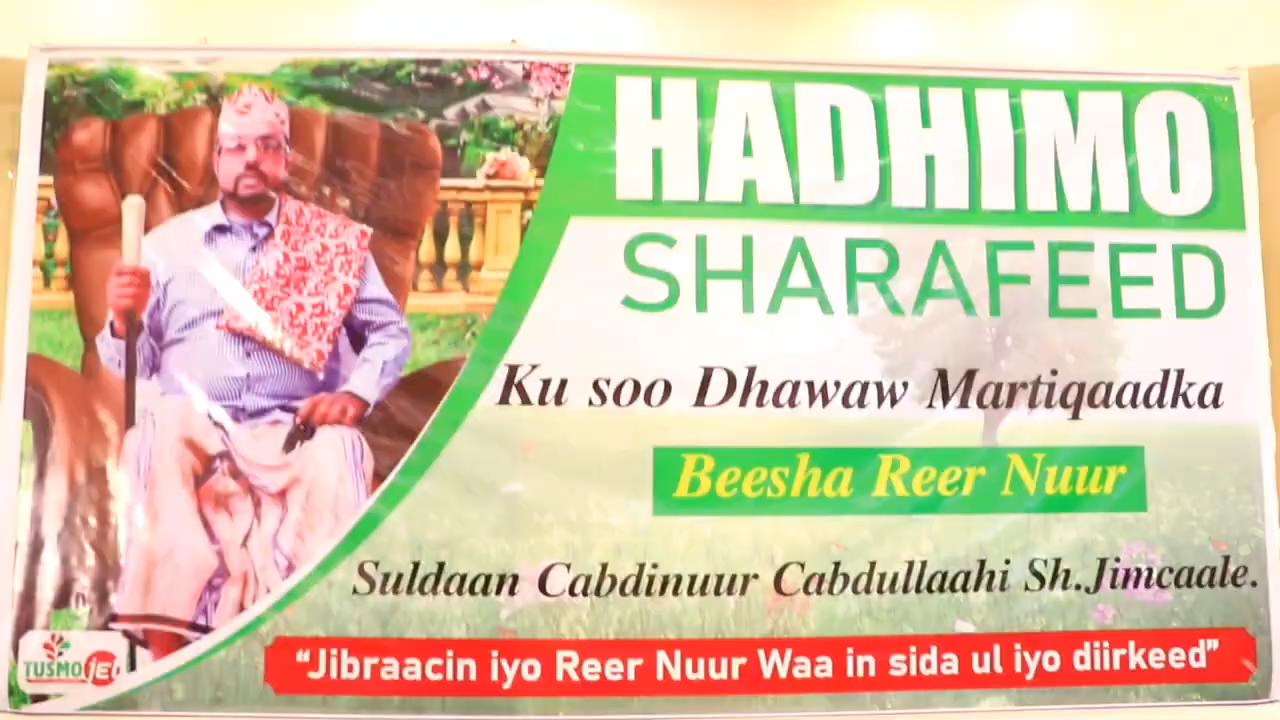 HADHIMO
SHARAFEED
Ku soo Dhawaw Martiqaadka
Beesha Reer Nuur
Suldaan Cabdinuur Cabdullaahi Sh.Jimcaale.
"Jibraacin iyo Reer Nuur Waa in sida ul iyo diirkeed"
TUSMO jet